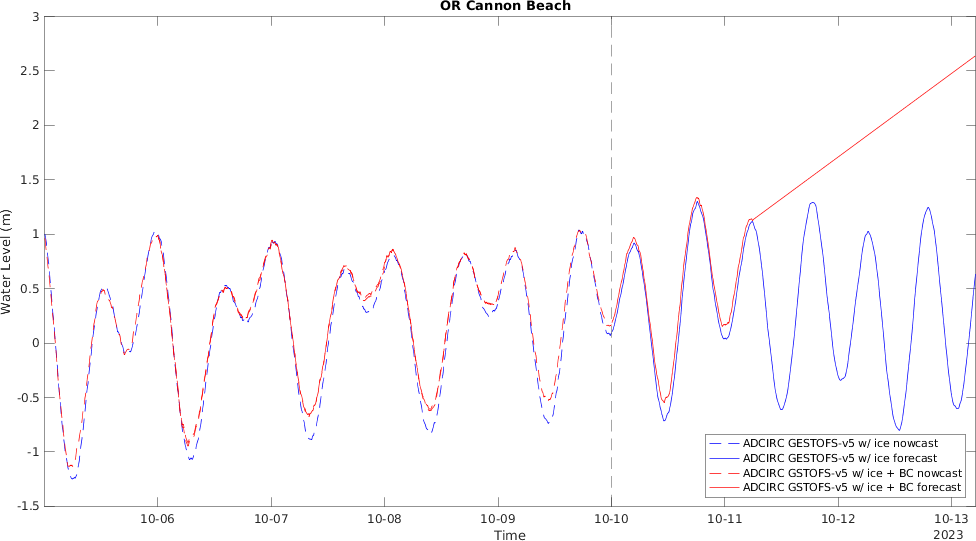 OR Cannon Beach
3
2.5
2
1.5
1
0.5
0
-0.5
-1
-1.5
Water Level (m)
10-06 10-07 10-08 10-09 10-10 10-11 10-12 10-13
2023
Time
ADCIRC GESTOFS-v5 w/ ice nowcast
ADCIRC GESTOFS-v5 w/ ice forecast
ADCIRC GSTOFS-v5 w/ ice + BC nowcast
ADCIRC GSTOFS-v5 w/ ice + BC forecast